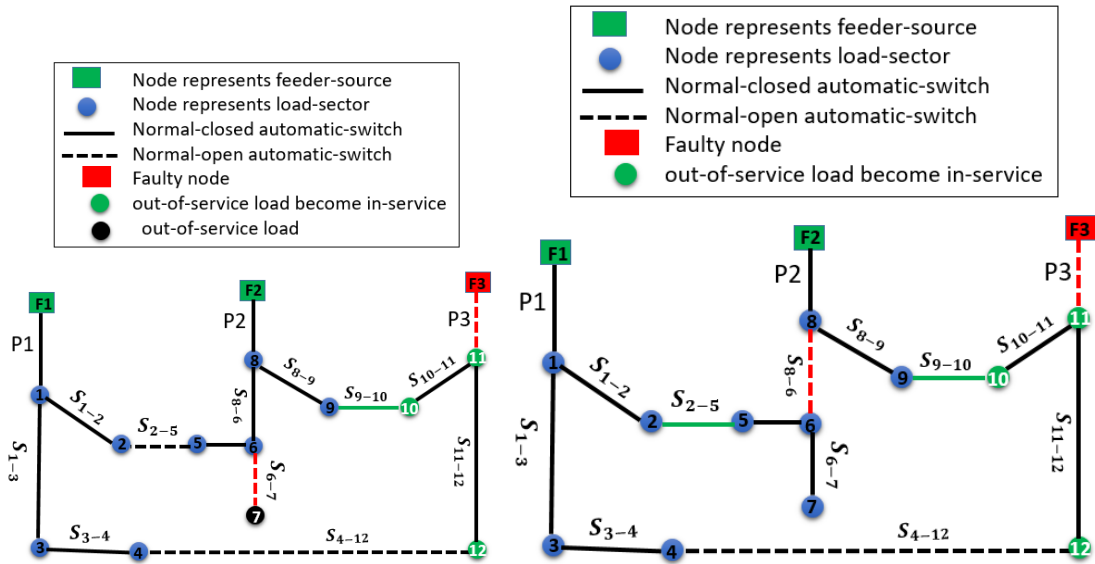 Node represents feeder-source
Node represents load-sector
Normal-closed automatic-switch
Normal-open automatic-switch
Faulty node
out-of-service load become in-service
out-of-service load
F1
F2
F3
P1
P2
P3
1
8
11
S1−2
S8−6
S8−9
S9−10
S10−11
9
10
S1−3
2
S2−5
5
6
S6−7
S11−12
7
3
S3−4
4
S4−12
12
Node represents feeder-source
Node represents load-sector
Normal-closed automatic-switch
Normal-open automatic-switch
Faulty node
out-of-service load become in-service
F1
F2
F3
P1
P2
P3
8
11
1
S1−2
S8−6
S8−9
S9−10
S10−11
9
10
S1−3
2
S2−5
5
6
S6−7
S11−12
7
3
S3−4
4
S4−12
12